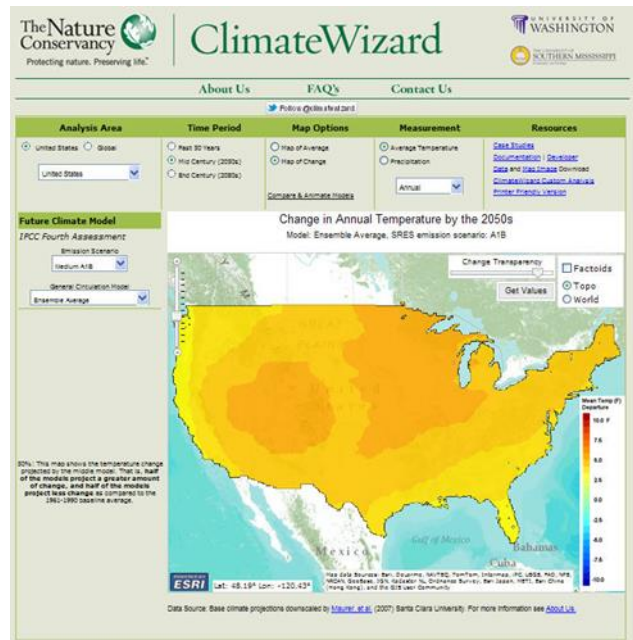 The Nature
Conservancy
Protecting nature. Preserving life.™
ClimateWizard
UNIVERSITY OF
WASHINGTON
THE UNIVERSITY OF
SOUTHERN MISSISSIPPI
About Us FAQ's Contact Us
Follow @climatewizard
Analysis Area Time Period Map Options Measurement Resources
United States Global
United States
Past 50 Years
Mid Century (2050s)
End Century (2080s)
Map of Average
Map of Change
Compare & Animate Models
Average Temperature
Precipitation
Annual
Case Studies
Documentation | Developer
Data and Map Image Download
ClimateWizard Custom Analysis
Printer Friendly Version
Future Climate Model
IPCC Fourth Assessment
Emission Scenario
Medium A1B
General Circulation Model
Ensemble Average
50%: This map shows the temperature change
projected by the middle model. That is, half
of the models project a greater amount
of change, and half of the models
project less change as compared to the
1961-1990 baseline average.
Change in Annual Temperature by the 2050s
Model: Ensemble Average, SRES emission scenario: A1B
Change Transparency
Get Values
Factoids
Topo
World
Mean Temp (F)
Departure
10.0 F
7.5
5.0
2.5
0.0
-2.5
-5.0
-7.5
-10.0
Gulf of Mexico
Bahamas
Mexico
Cuba
ESRI
Lat: 48.19° Lon: -120.43°
Data Source: Base climate projections downscaled by Maurer, et al. (2007) Santa Clara University. For more information see About Us.